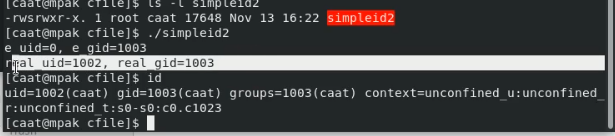 [caat@mpak cfile]$ ls -l simpleid2
-rwsrwxr-x. 1 root caat 17648 Nov 13 16:22 simpleid2
[caat@mpak cfile]$ ./simpleid2
e_uid=0, e_gid=1003
real_uid=1002, real_gid=1003
[caat@mpak cfile]$ id
uid=1002(caat) gid=1003(caat) groups=1003(caat) context=unconfined_u:unconfined_
r:unconfined_t:s0-s0:c0.c1023
[caat@mpak cfile]$